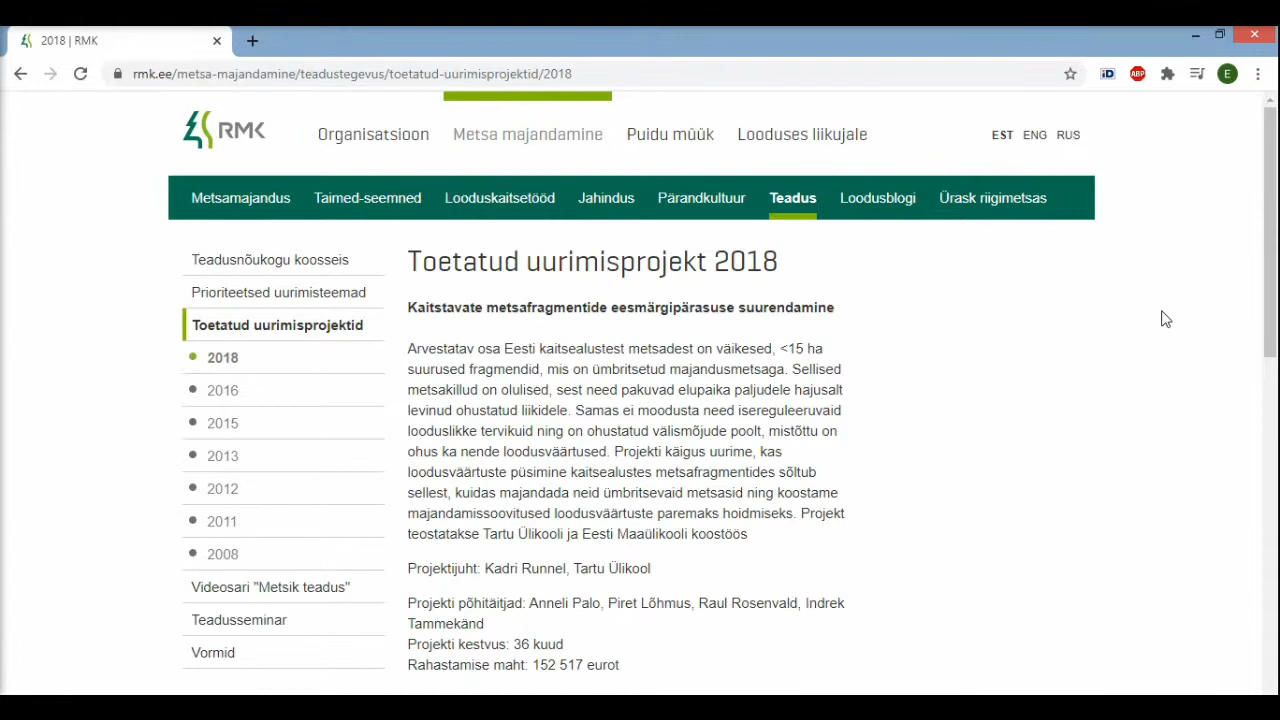 2018 | RMK
rmk.ee/metsa-majandamine/teadustegevus/toetatud-uurimisprojektid/2018
iD
ABP
E
RMK
Organisatsioon
Metsa majandamine
Puidu müük
Looduses liikujale
EST ENG RUS
Metsamajandus
Taimed-seemned
Looduskaitsetööd
Jahindus
Pärandkultuur
Teadus
Loodusblogi
Ürask riigimetsas
Teadusnõukogu koosseis
Prioriteetsed uurimisteemad
Toetatud uurimisprojektid
2018
2016
2015
2013
2012
2011
2008
Videosari "Metsik teadus"
Teadusseminar
Vormid
Toetatud uurimisprojekt 2018
Kaitstavate metsafragmentide eesmärgipärasuse suurendamine
Arvestatav osa Eesti kaitsealustest metsadest on väikesed, <15 ha
suurused fragmendid, mis on ümbritsetud majandusmetsaga. Sellised
metsakillud on olulised, sest need pakuvad elupaika paljudele hajusalt
levinud ohustatud liikidele. Samas ei moodusta need isereguleeruvaid
looduslikke tervikuid ning on ohustatud välismõjude poolt, mistõttu on
ohus ka nende loodusväärtused. Projekti käigus uurime, kas
loodusväärtuste püsimine kaitsealustes metsafragmentides sõltub
sellest, kuidas majandada neid ümbritsevaid metsasid ning koostame
majandamissoovitused loodusväärtuste paremaks hoidmiseks. Projekt
teostatakse Tartu Ülikooli ja Eesti Maaülikooli koostöös
Projektijuht: Kadri Runnel, Tartu Ülikool
Projekti põhitäitjad: Anneli Palo, Piret Lõhmus, Raul Rosenvald, Indrek
Tammekänd
Projekti kestvus: 36 kuud
Rahastamise maht: 152 517 eurot